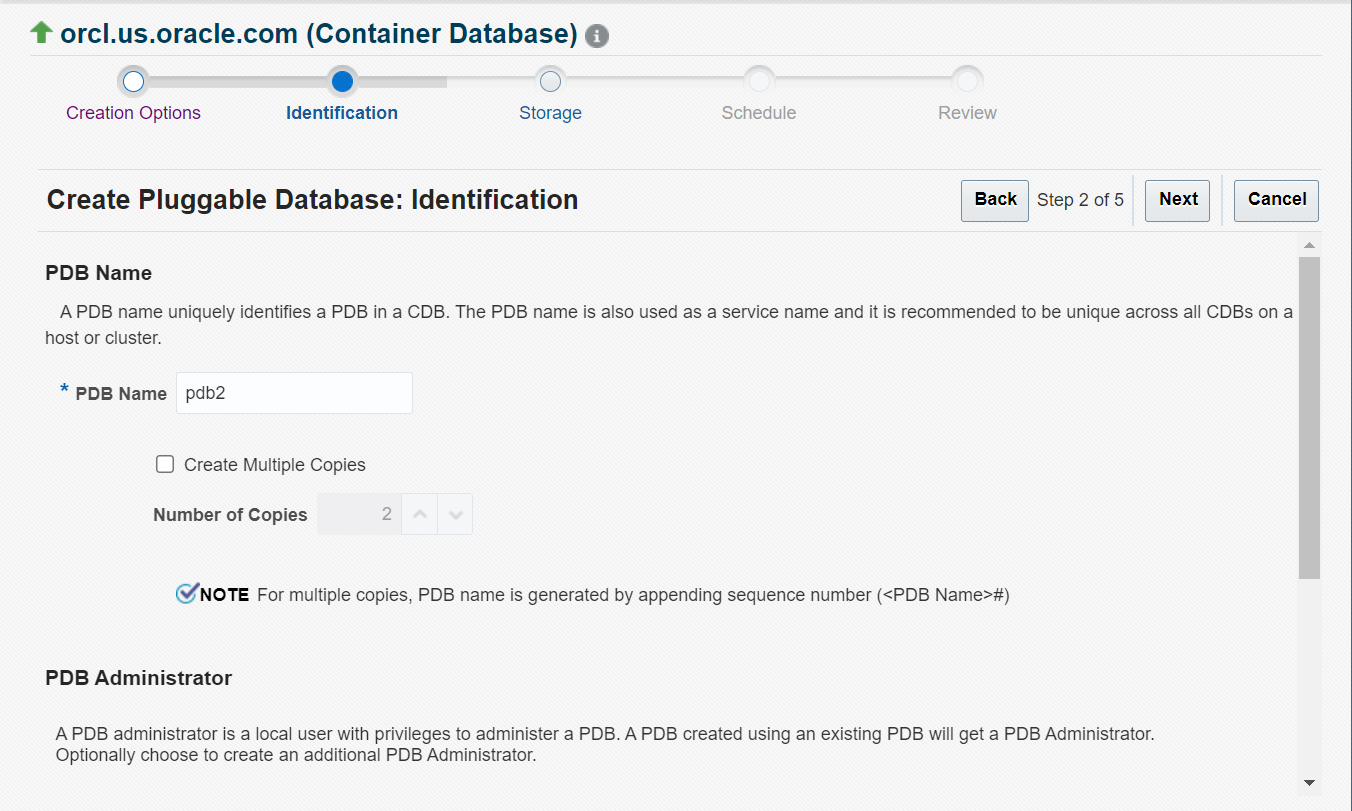 orcl.us.oracle.com (Container Database)
Creation Options
Identification
Storage
Schedule
Review
Create Pluggable Database: Identification
Back
Step 2 of 5
Next
Cancel
PDB Name
A PDB name uniquely identifies a PDB in a CDB. The PDB name is also used as a service name and it is recommended to be unique across all CDBs on a
host or cluster.
* PDB Name pdb2
Create Multiple Copies
Number of Copies 2
NOTE For multiple copies, PDB name is generated by appending sequence number (<PDB Name>#)
PDB Administrator
A PDB administrator is a local user with privileges to administer a PDB. A PDB created using an existing PDB will get a PDB Administrator.
Optionally choose to create an additional PDB Administrator.